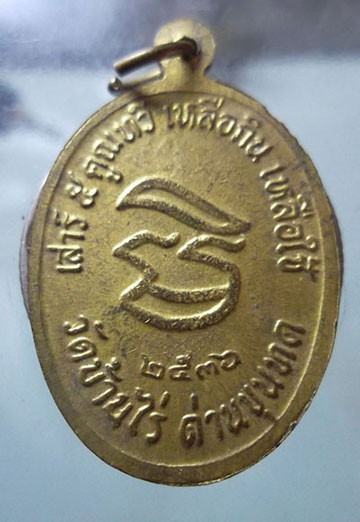 เสาร์ ๕ คูณทวี เหลือกิน เหลือใช้
๒๕๓๖
วัดบ้านไร่ ด่านขุนทด